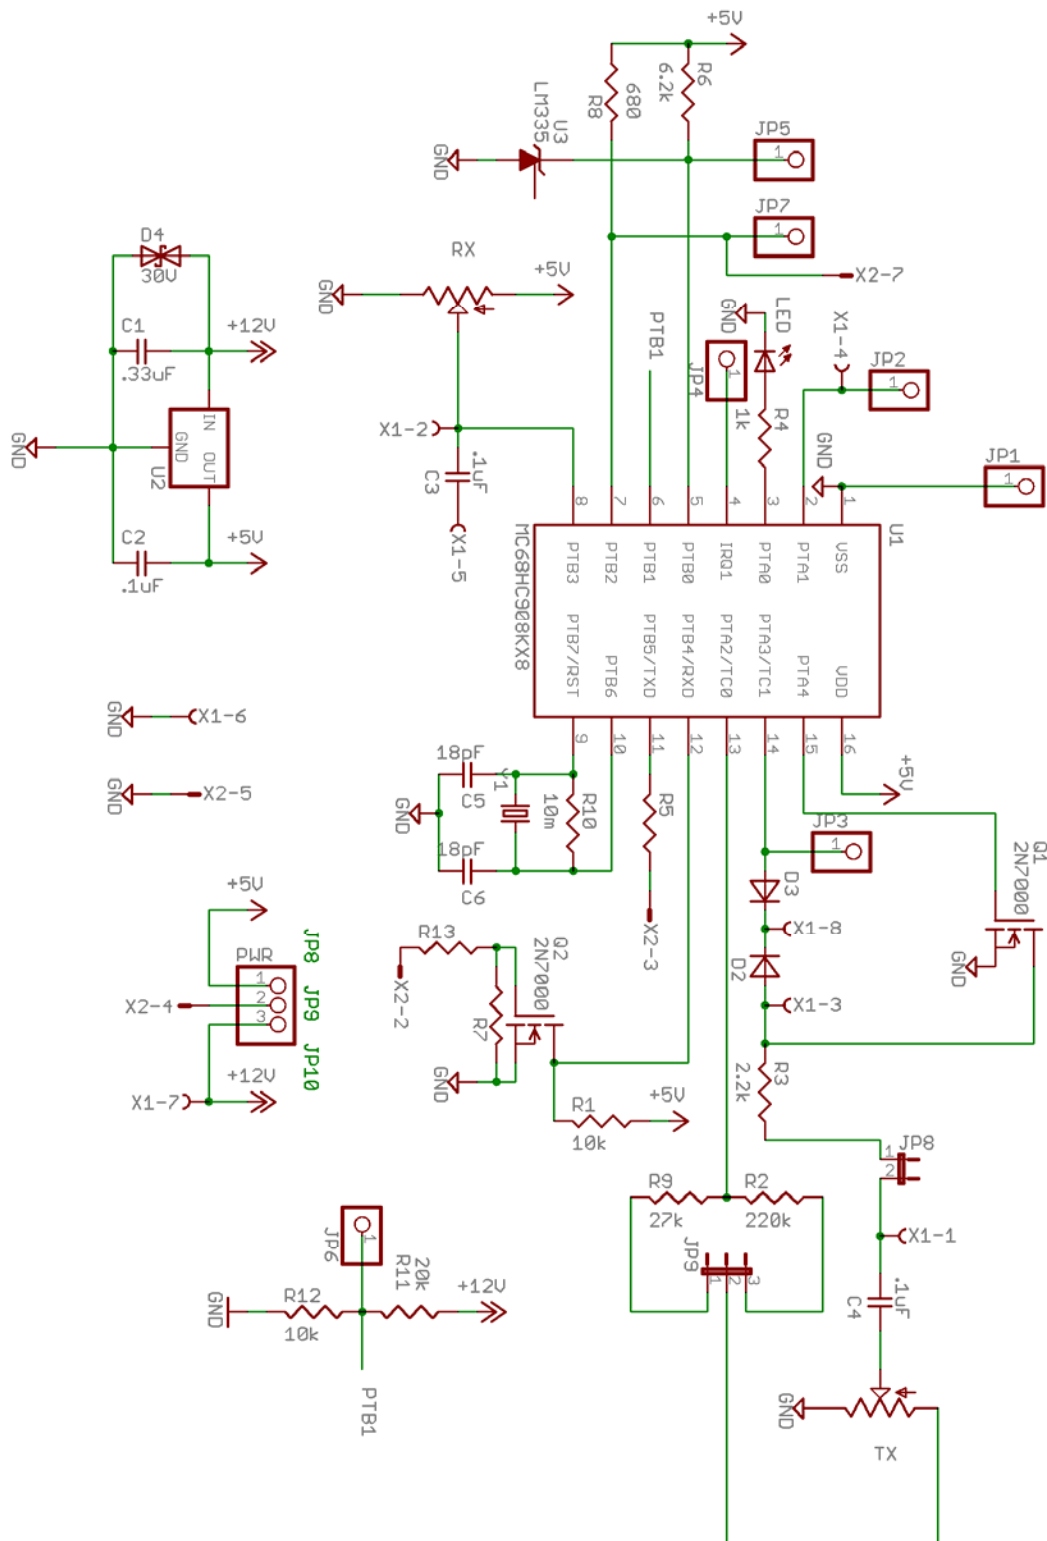 +5V
R6
6.2k
R8
680
U3
LM335
GND
JP5
1
JP7
1
X2-7
D4
30V
C1
.33uF
+12V
IN
GND
OUT
U2
GND
C2
.1uF
+5V
RX
+5V
GND
X1-2
.1uF
C3
X1-5
PTB1
JP4
1
GND
LED
1k
R4
X1-4
JP2
1
GND
JP1
1
8
7
6
5
4
3
2
1
U1
MC68HC908KX8
PTB3
PTB2
PTB1
PTB0
IRQ1
PTA0
PTA1
VSS
PTB7/RST
PTB6
PTB5/TXD
PTB4/RXD
PTA2/TC0
PTA3/TC1
PTA4
VDD
9
10
11
12
13
14
15
16
+5V
GND
X1-6
GND
X2-5
18pF
C5
Y1
10m
R10
GND
18pF
C6
R5
X2-3
JP3
1
D3
X1-8
D2
X1-3
Q1
2N7000
GND
+5V
PWR
JP8
JP9
JP10
1
2
3
X2-4
+12V
X1-7
R13
X2-2
R7
Q2
2N7000
GND
R1
10k
+5V
R3
2.2k
JP8
1
2
X1-1
R9
27k
R2
220k
JP9
1
2
3
.1uF
C4
GND
TX
JP6
1
R12
10k
GND
R11
20k
+12V
PTB1